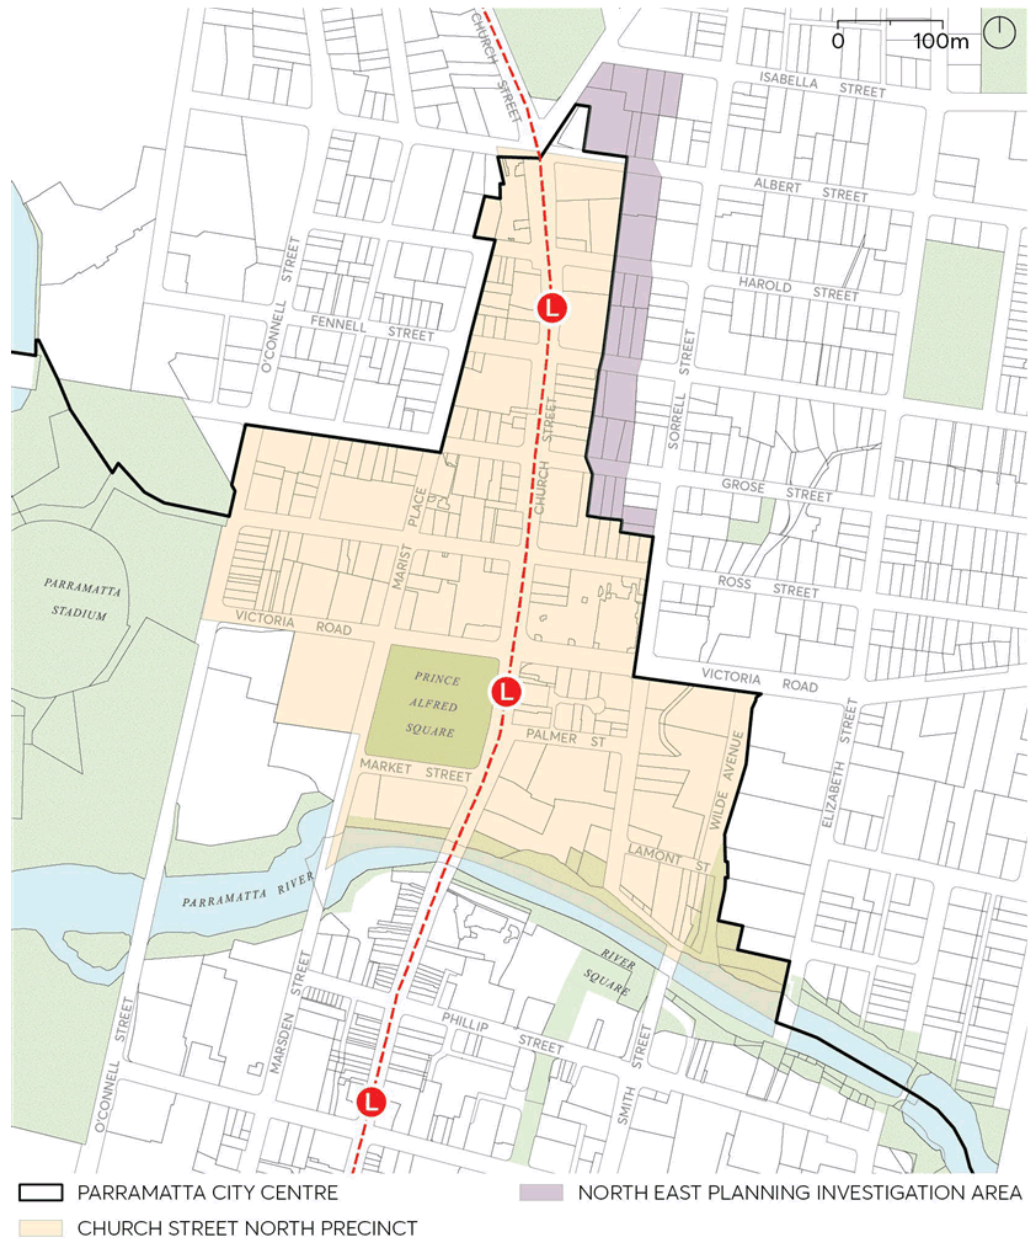 CHURCH STREET
0 100m
ISABELLA STREET
ALBERT STREET
HAROLD STREET
O'CONNELL STREET
FENNELL STREET
L
SORRELL STREET
CHURCH STREET
GROSE STREET
MARIST PLACE
PARRAMATTA
STADIUM
ROSS STREET
VICTORIA ROAD
VICTORIA ROAD
PRINCE
ALFRED
SQUARE
L
PALMER ST
MARKET STREET
WILDE AVENUE
ELIZABETH STREET
LAMONT ST
PARRAMATTA RIVER
RIVER
SQUARE
MARSDEN STREET
PHILLIP STREET
O'CONNELL STREET
SMITH STREET
L
PARRAMATTA CITY CENTRE
NORTH EAST PLANNING INVESTIGATION AREA
CHURCH STREET NORTH PRECINCT